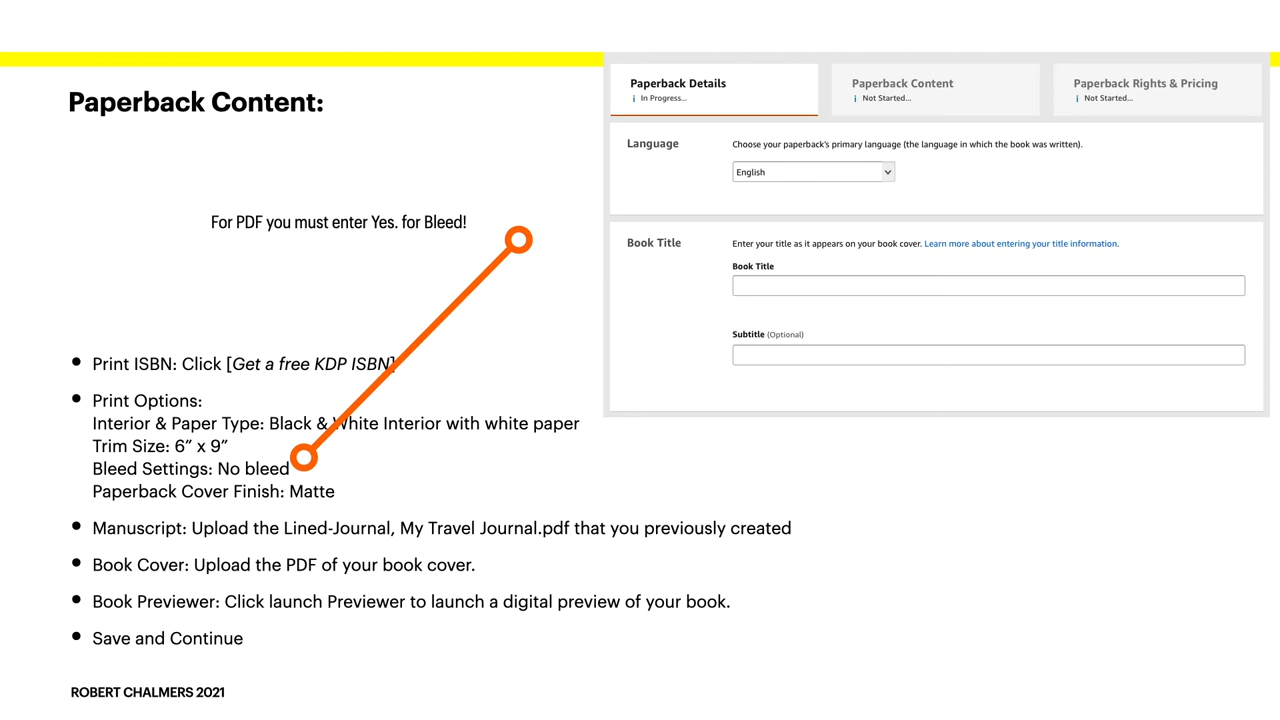 Paperback Content:
For PDF you must enter Yes. for Bleed!
Print ISBN: Click [Get a free KDP ISBN]
Print Options:
Interior & Paper Type: Black & White Interior with white paper
Trim Size: 6” x 9”
Bleed Settings: No bleed
Paperback Cover Finish: Matte
Manuscript: Upload the Lined-Journal, My Travel Journal.pdf that you previously created
Book Cover: Upload the PDF of your book cover.
Book Previewer: Click launch Previewer to launch a digital preview of your book.
Save and Continue
ROBERT CHALMERS 2021
Paperback Details
i In Progress...
Paperback Content
i Not Started...
Paperback Rights & Pricing
i Not Started...
Language
Choose your paperback's primary language (the language in which the book was written).
English
Book Title
Enter your title as it appears on your book cover. Learn more about entering your title information.
Book Title
Subtitle (Optional)